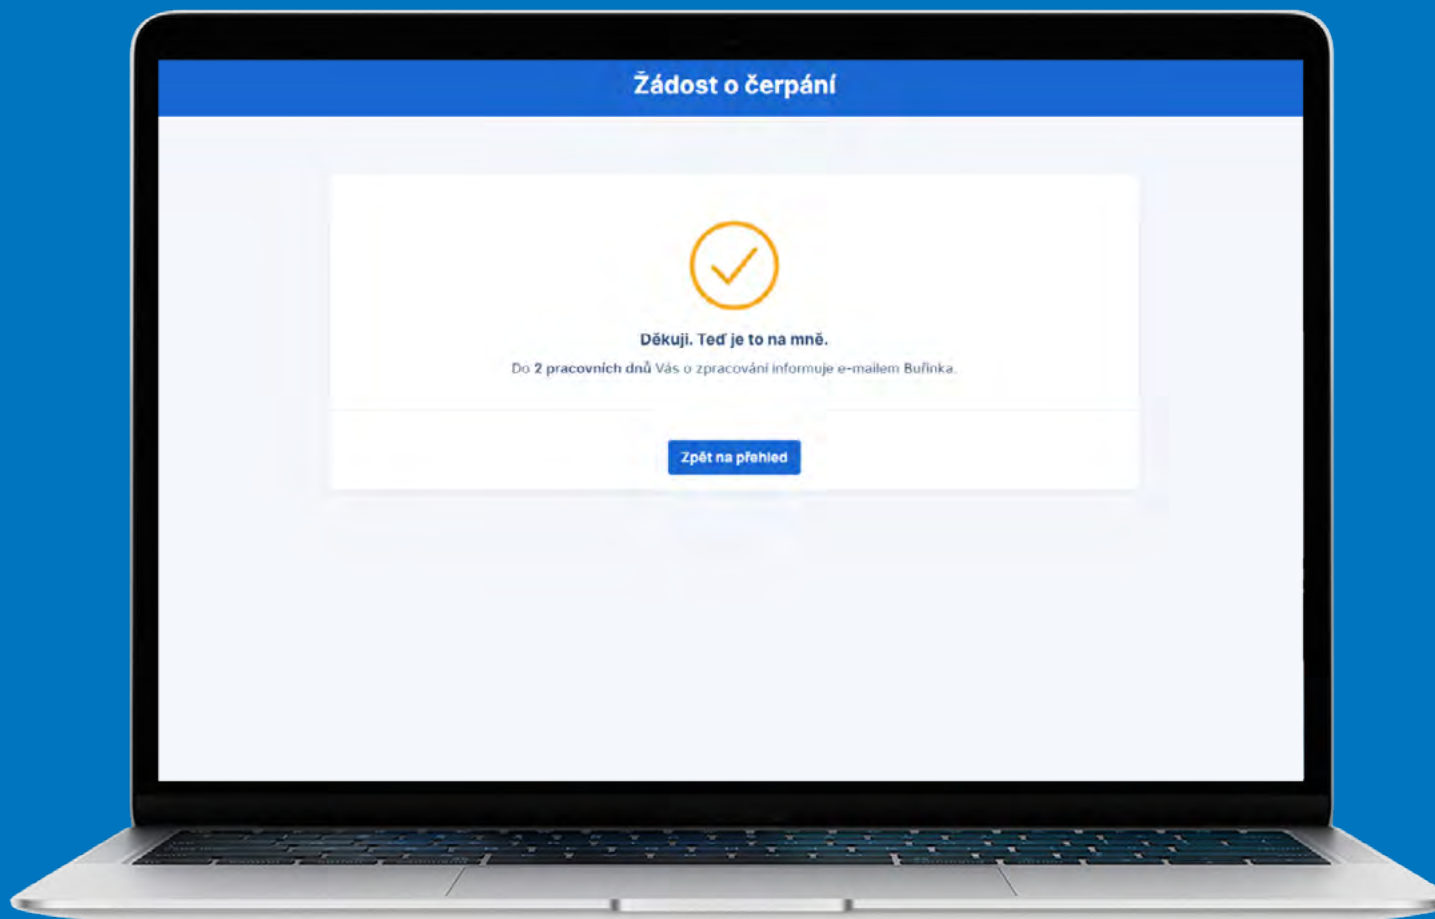 Žádost o čerpání
Děkuji. Teď je to na mně.
Do 2 pracovních dnů Vás o zpracování informuje e-mailem Buřinka.
Zpět na přehled